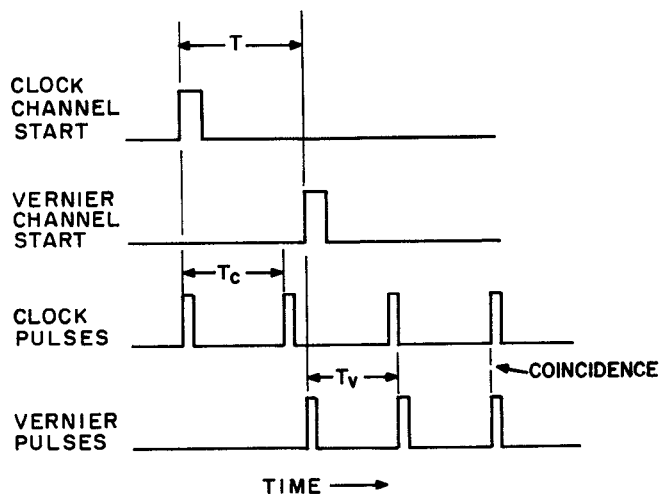 T
CLOCK
CHANNEL
START
VERNIER
CHANNEL
START
Tc
CLOCK
PULSES
COINCIDENCE
Tv
VERNIER
PULSES
TIME